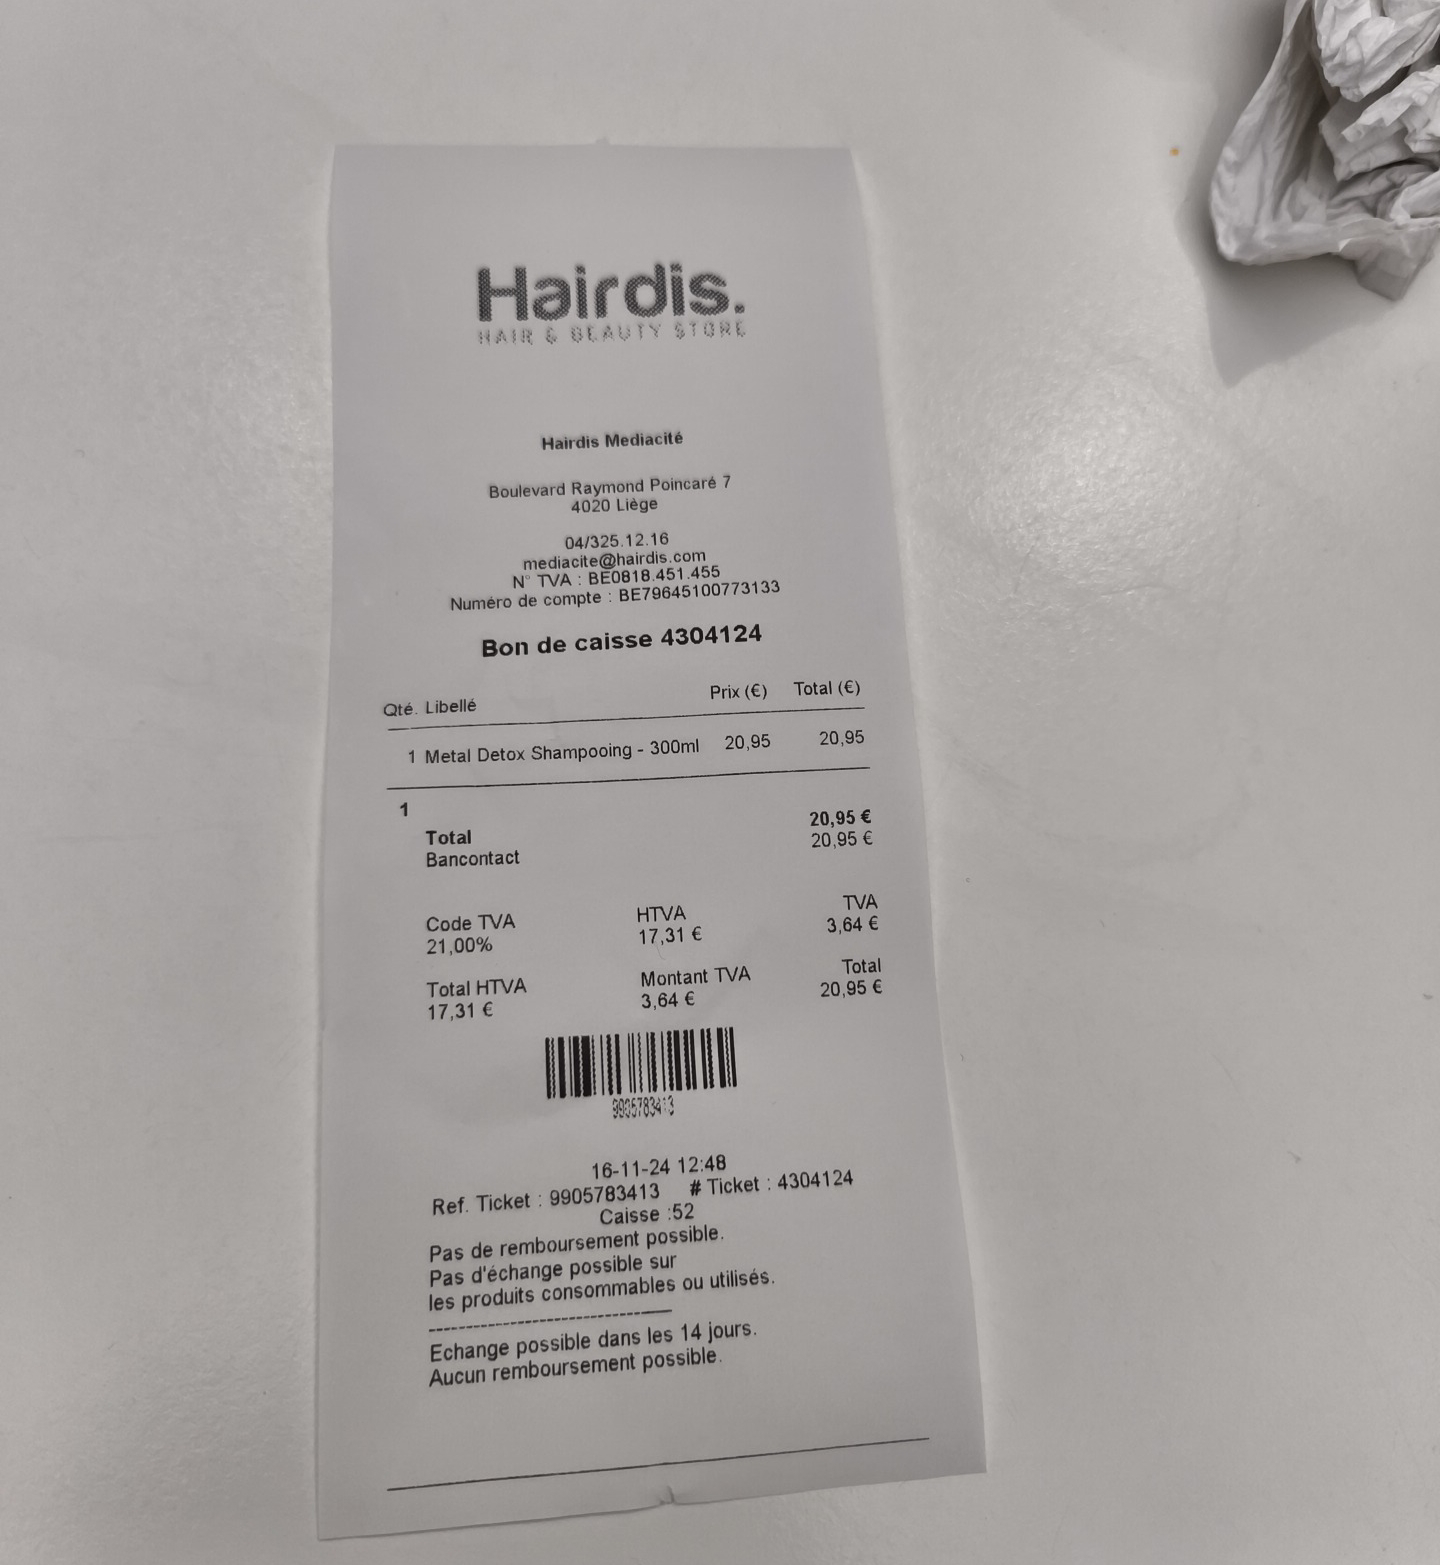 Hairdis.
HAIR & BEAUTY STORE
Hairdis Mediacité
Boulevard Raymond Poincaré 7
4020 Liège
04/325.12.16
mediacite@hairdis.com
N° TVA : BE0818.451.455
Numéro de compte : BE79645100773133
Bon de caisse 4304124
Qté. Libellé Prix (€) Total (€)
1 Metal Detox Shampooing - 300ml 20,95 20,95
1
Total 20,95 €
Bancontact 20,95 €
Code TVA HTVA TVA
21,00% 17,31 € 3,64 €
Total HTVA Montant TVA Total
17,31 € 3,64 € 20,95 €
9905783413
16-11-24 12:48
Ref. Ticket : 9905783413 # Ticket : 4304124
Caisse :52
Pas de remboursement possible.
Pas d'échange possible sur
les produits consommables ou utilisés.
Echange possible dans les 14 jours.
Aucun remboursement possible.